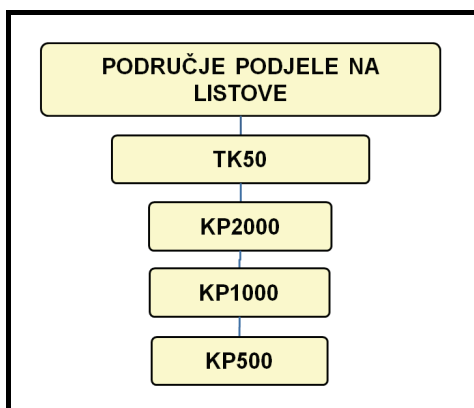 PODRUČJE PODJELE NA
LISTOVE
TK50
KP2000
KP1000
KP500